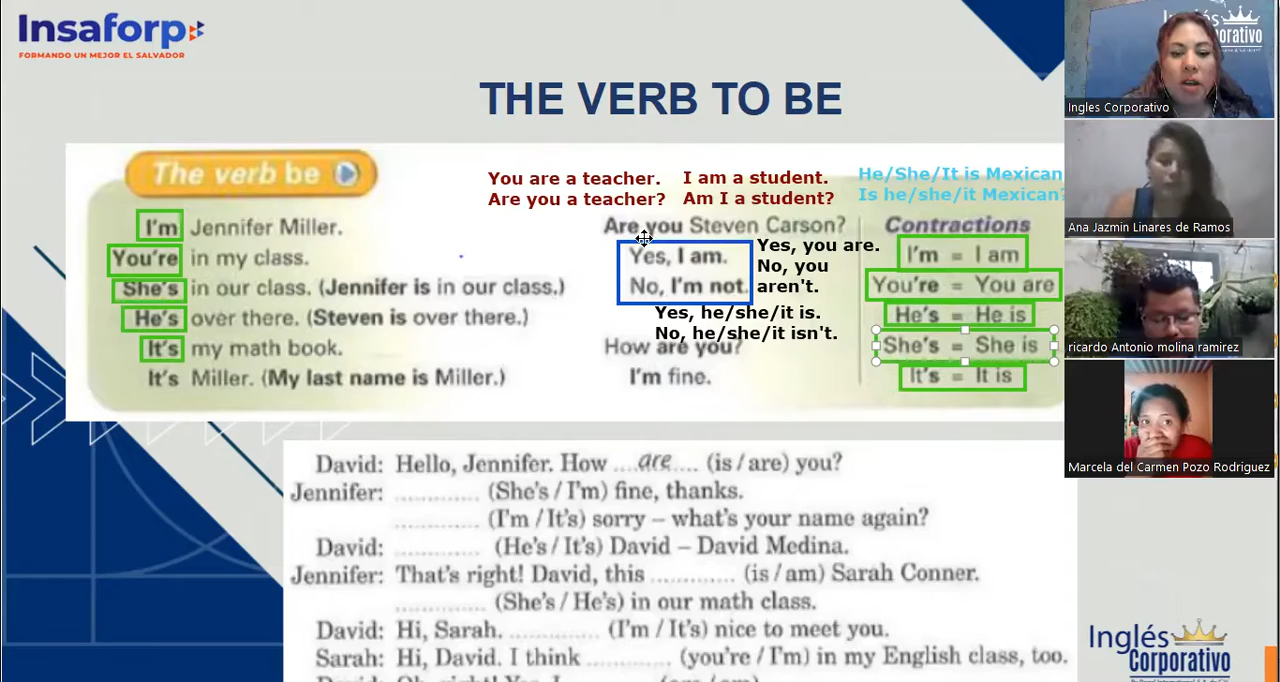 Insaforp
FORMANDO UN MEJOR EL SALVADOR
THE VERB TO BE
The verb be
You are a teacher.
Are you a teacher?
I am a student.
Am I a student?
He/She/It is Mexican
Is he/she/it Mexican?
I'm Jennifer Miller.
You're in my class.
She's in our class. (Jennifer is in our class.)
He's over there. (Steven is over there.)
It's my math book.
It's Miller. (My last name is Miller.)
Are you Steven Carson?
Yes, I am.
No, I'm not.
Yes, you are.
No, you
aren't.
Yes, he/she/it is.
No, he/she/it isn't.
How are you?
I'm fine.
Contractions
I'm = I am
You're = You are
He's = He is
She's = She is
It's = It is
David: Hello, Jennifer. How ....are.... (is / are) you?
Jennifer: ............... (She's / I'm) fine, thanks.
............... (I'm / It's) sorry – what's your name again?
David: ............... (He's / It's) David – David Medina.
Jennifer: That's right! David, this ............... (is / am) Sarah Conner.
............... (She's / He's) in our math class.
David: Hi, Sarah. ............... (I'm / It's) nice to meet you.
Sarah: Hi, David. I think ............... (you're / I'm) in my English class, too.
Inglés
Corporativo
Ingles Corporativo
Ana Jazmin Linares de Ramos
ricardo Antonio molina ramirez
Marcela del Carmen Pozo Rodriguez
Inglés
Corporativo